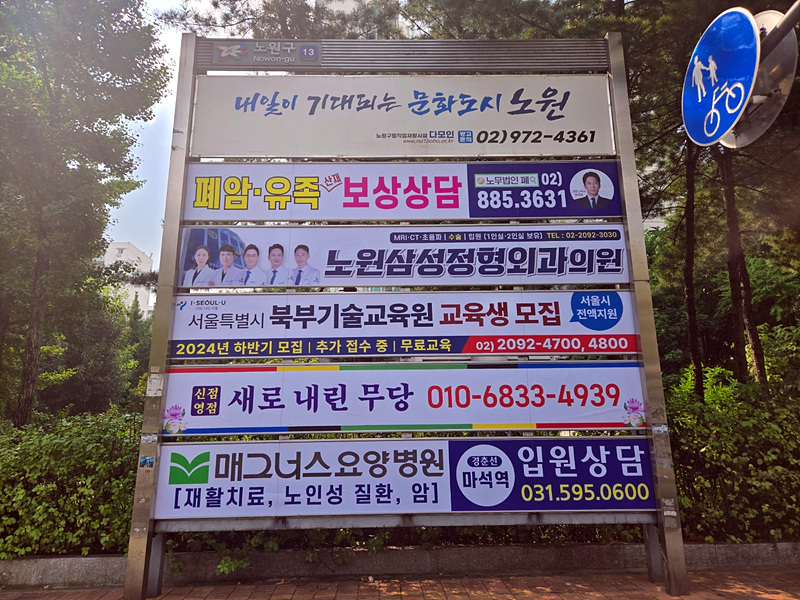 노원구 13
Nowon-gu
내일이 기대되는 문화도시 노원
다모인 02)972-4361
폐암·유족 산재 보상상담
노무법인 폐 02)
885.3631
MRI·CT·초음파 | 수술 | 입원 (1인실·2인실 보유) TEL : 02-2092-3030
노원삼성정형외과의원
I·SEOUL·U
서울특별시 북부기술교육원 교육생 모집
서울시
전액지원
2024년 하반기 모집 | 추가 접수 중 | 무료교육 02) 2092-4700, 4800
신점
영점
새로 내린 무당 010-6833-4939
매그너스요양병원
[재활치료, 노인성 질환, 암]
경춘선
마석역
입원상담
031.595.0600